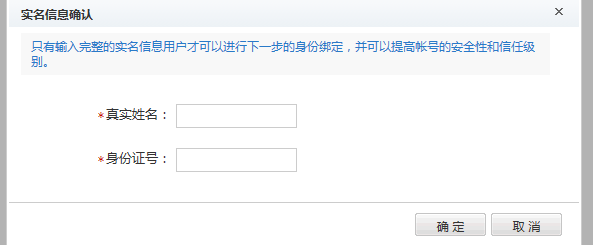 实名信息确认
只有输入完整的实名信息用户才可以进行下一步的身份绑定，并可以提高帐号的安全性和信任级
别。
*真实姓名：
*身份证号：
确 定 取 消